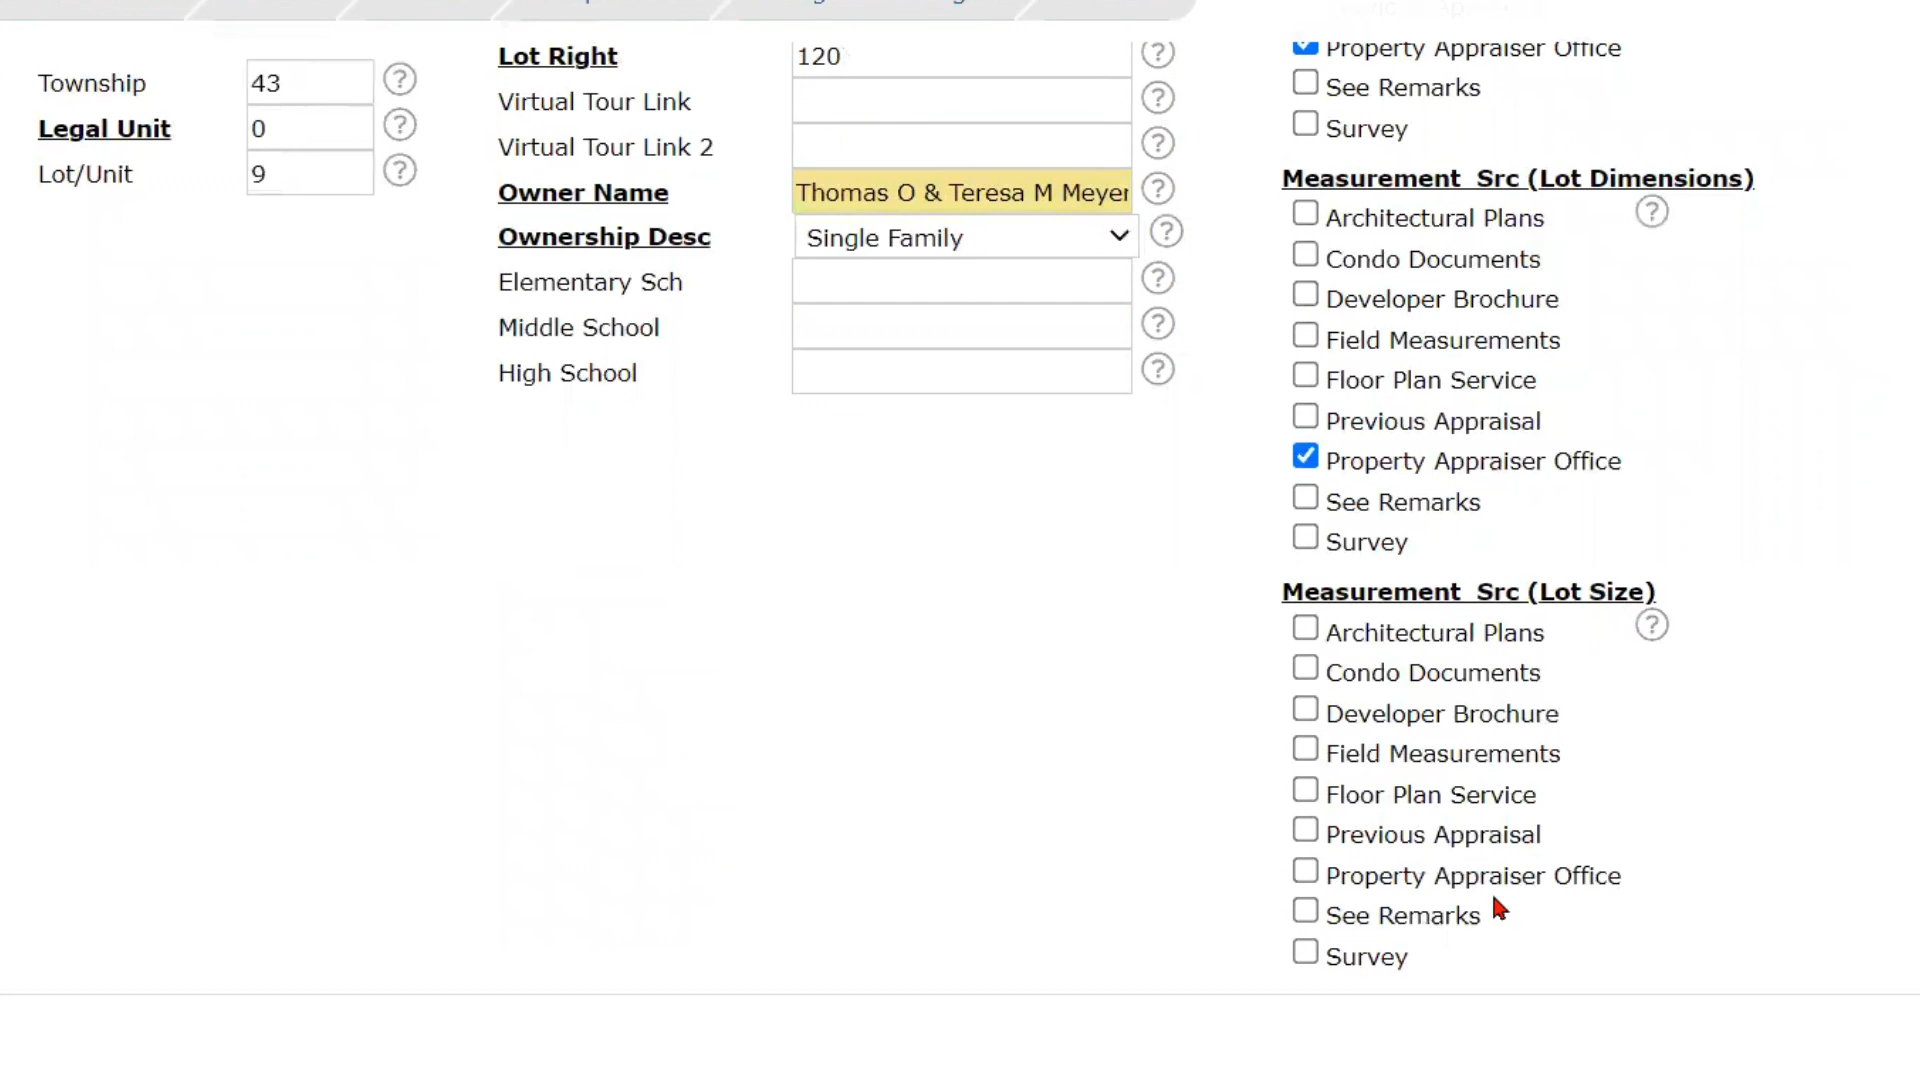 Township
43
Legal Unit
0
Lot/Unit
9
Lot Right
120
Virtual Tour Link
Virtual Tour Link 2
Owner Name
Thomas O & Teresa M Meyer
Ownership Desc
Single Family
Elementary Sch
Middle School
High School
Property Appraiser Office
See Remarks
Survey
Measurement Src (Lot Dimensions)
Architectural Plans
Condo Documents
Developer Brochure
Field Measurements
Floor Plan Service
Previous Appraisal
Property Appraiser Office
See Remarks
Survey
Measurement Src (Lot Size)
Architectural Plans
Condo Documents
Developer Brochure
Field Measurements
Floor Plan Service
Previous Appraisal
Property Appraiser Office
See Remarks
Survey